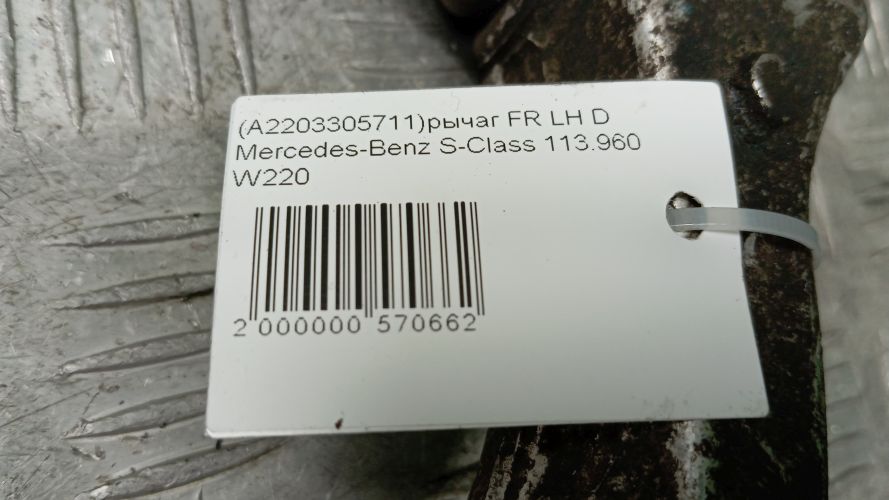 (A2203305711)рычаг FR LH D
Mercedes-Benz S-Class 113.960
W220
2 000000 570662